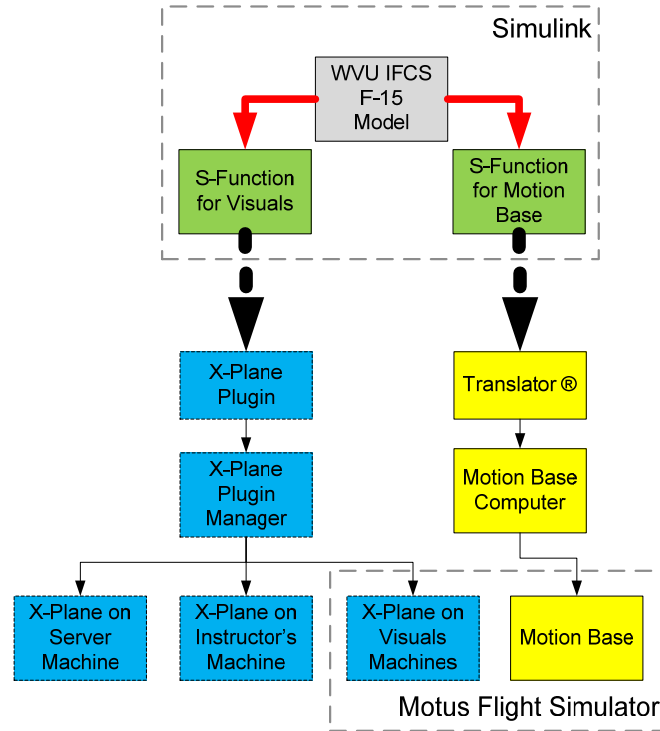 Simulink
WVU IFCS
F-15
Model
S-Function
for Visuals
S-Function
for Motion
Base
X-Plane
Plugin
Translator ®
X-Plane
Plugin
Manager
Motion Base
Computer
X-Plane on
Server
Machine
X-Plane on
Instructor's
Machine
X-Plane on
Visuals
Machines
Motion Base
Motus Flight Simulator